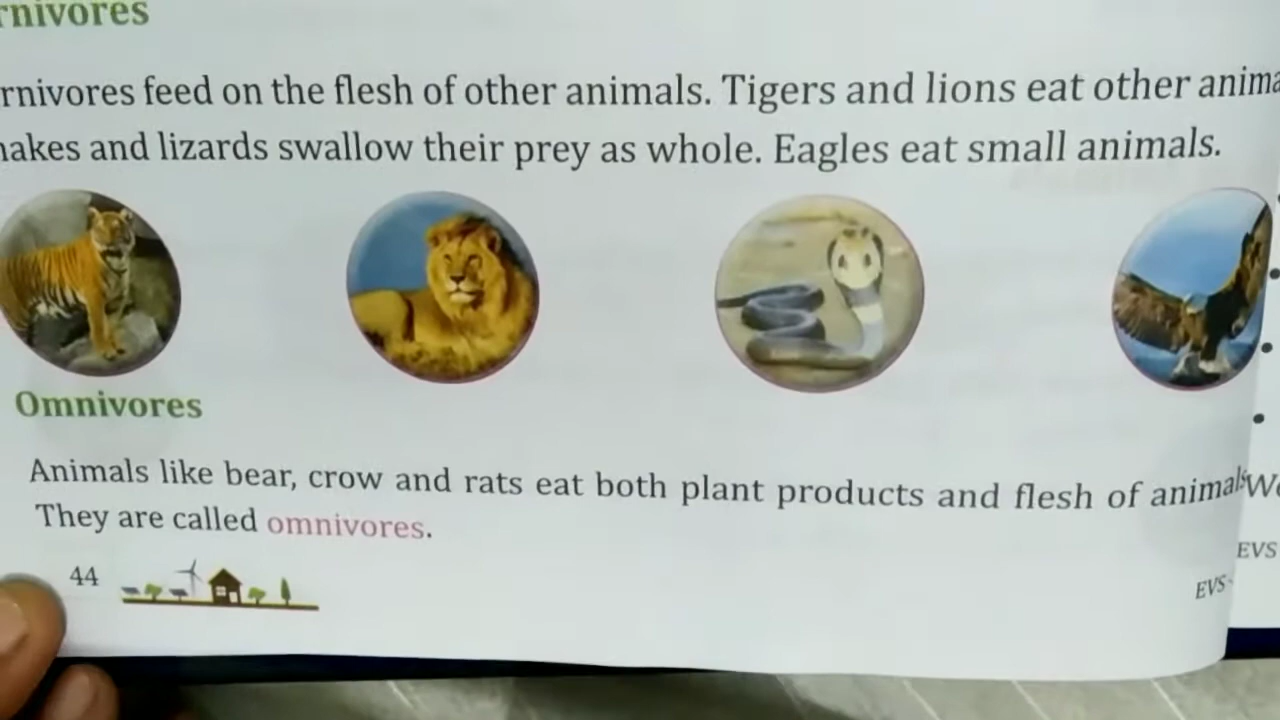 rnivores
rnivores feed on the flesh of other animals. Tigers and lions eat other anima
nakes and lizards swallow their prey as whole. Eagles eat small animals.
Omnivores
Animals like bear, crow and rats eat both plant products and flesh of animals
They are called omnivores.
44
We
EVS
EVS-